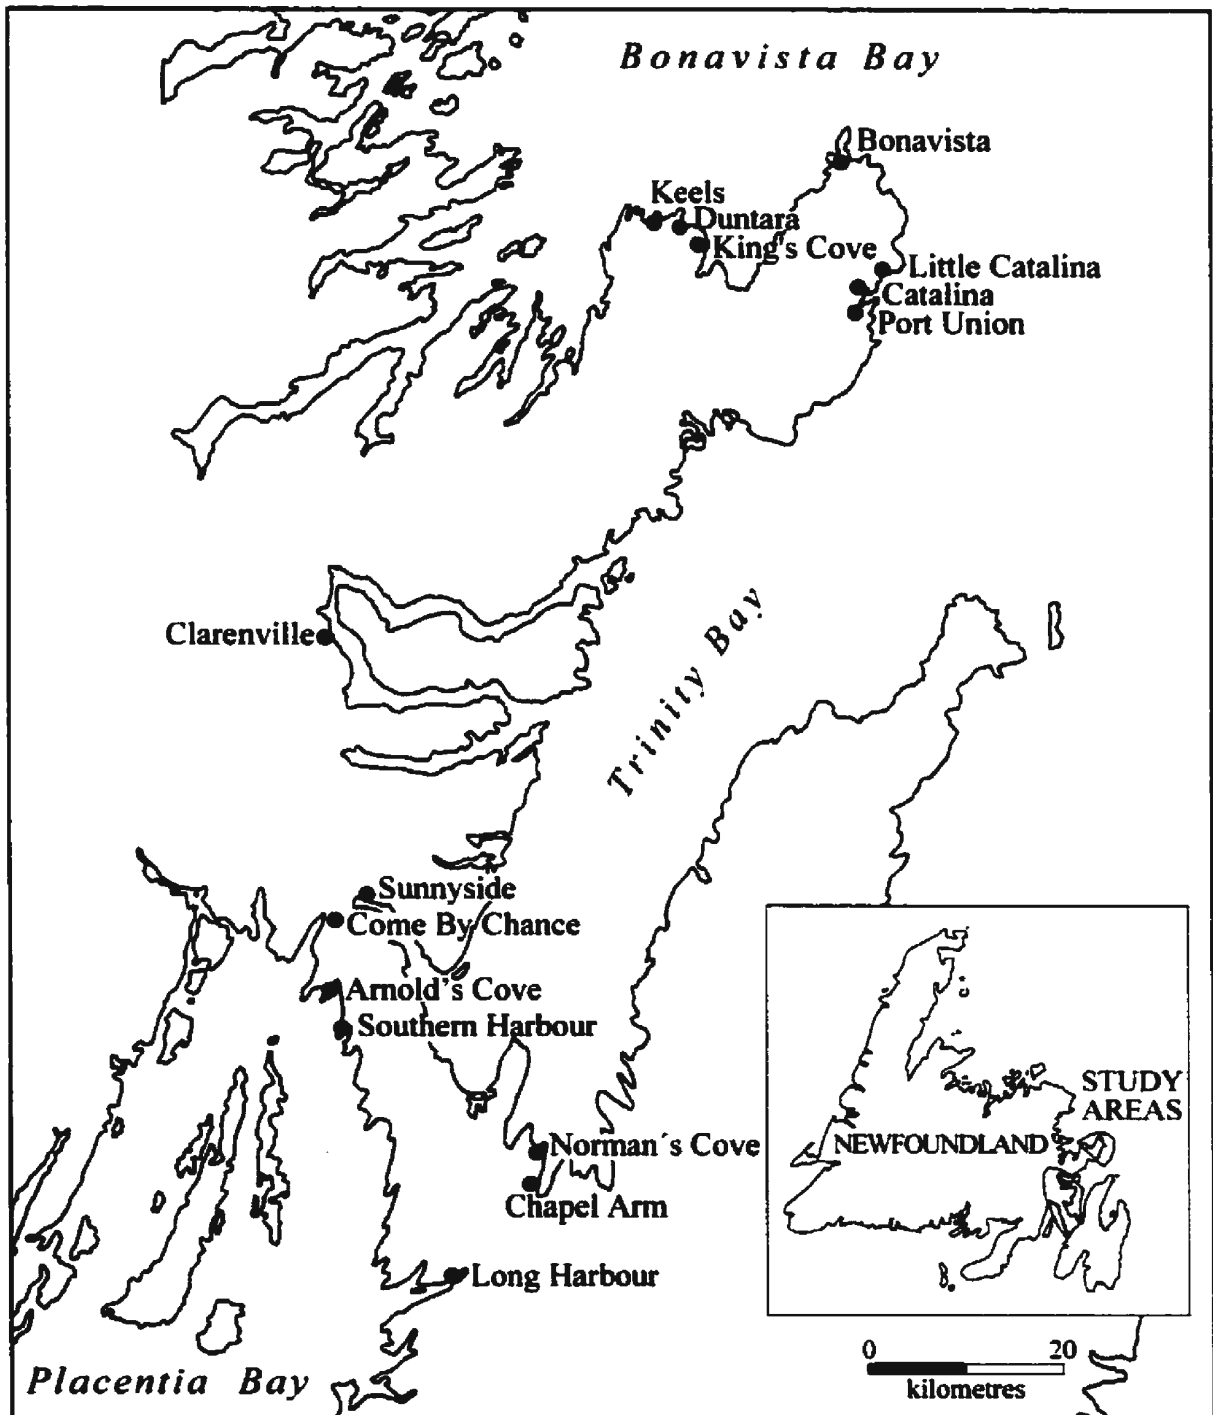 Bonavista Bay
Bonavista
Keels
Duntara
King's Cove
Little Catalina
Catalina
Port Union
Clarenville
Trinity Bay
Sunnyside
Come By Chance
Arnold's Cove
Southern Harbour
Norman's Cove
Chapel Arm
Long Harbour
Placentia Bay
STUDY
AREAS
NEWFOUNDLAND
0 20
kilometres